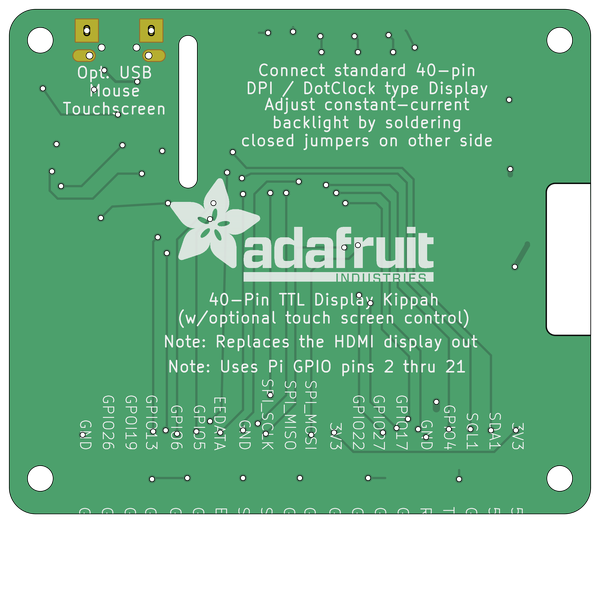 Opt. USB
Mouse
Touchscreen
Connect standard 40-pin
DPI / DotClock type Display
Adjust constant-current
backlight by soldering
closed jumpers on other side
adafruit
INDUSTRIES
40-Pin TTL Display Kippah
(w/optional touch screen control)
Note: Replaces the HDMI display out
Note: Uses Pi GPIO pins 2 thru 21
GND
GPIO26
GPOI19
GPIO13
GPIO6
GPIO5
EEDATA
GND
SPI_SCLK
SPI_MISO
SPI_MOSI
3V3
GPIO22
GPIO27
GPIO17
GND
GPO4
SCL1
SDA1
3V3